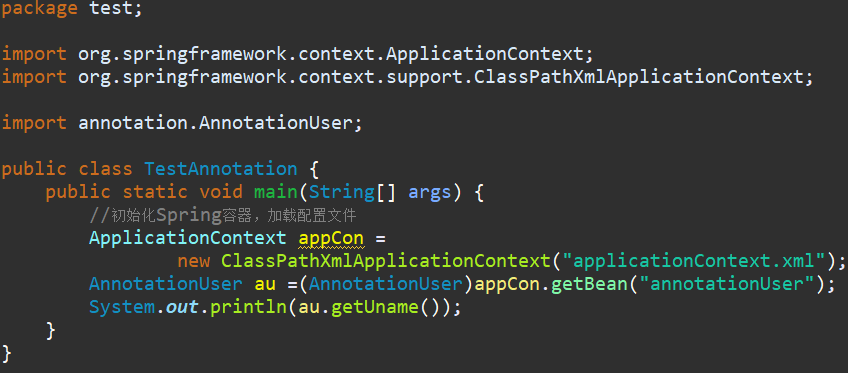 package test;
import org.springframework.context.ApplicationContext;
import org.springframework.context.support.ClassPathXmlApplicationContext;
import annotation.AnnotationUser;
public class TestAnnotation {
    public static void main(String[] args) {
        //初始化Spring容器，加载配置文件
        ApplicationContext appCon =
                new ClassPathXmlApplicationContext("applicationContext.xml");
        AnnotationUser au =(AnnotationUser)appCon.getBean("annotationUser");
        System.out.println(au.getUname());
    }
}